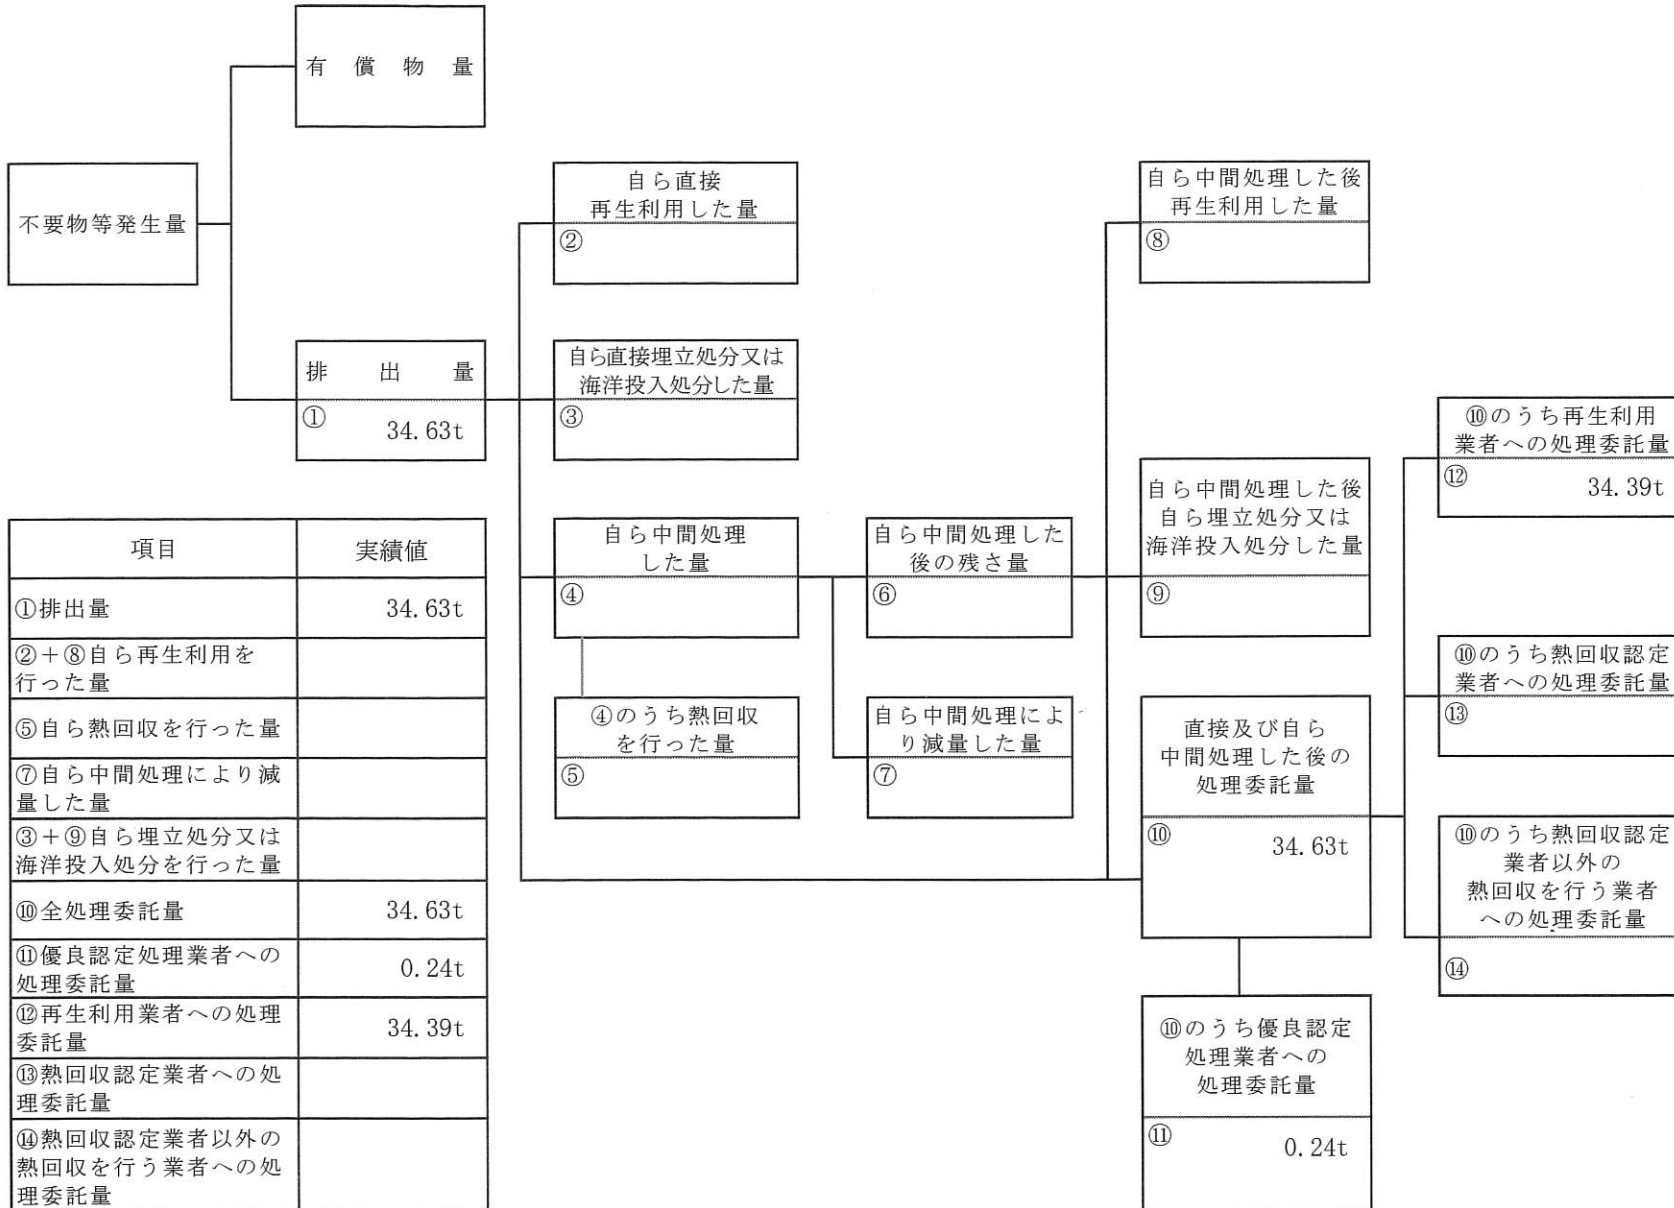 有償物量
不要物等発生量
排出量
① 34.63t
自ら直接
再生利用した量
②
自ら直接埋立処分又は
海洋投入処分した量
③
自ら中間処理
した量
④
④のうち熱回収
を行った量
⑤
自ら中間処理した
後の残さ量
⑥
自ら中間処理によ
り減量した量
⑦
自ら中間処理した後
再生利用した量
⑧
自ら中間処理した後
自ら埋立処分又は
海洋投入処分した量
⑨
直接及び自ら
中間処理した後の
処理委託量
⑩ 34.63t
⑩のうち優良認定
処理業者への
処理委託量
⑪ 0.24t
⑩のうち再生利用
業者への処理委託量
⑫ 34.39t
⑩のうち熱回収認定
業者への処理委託量
⑬
⑩のうち熱回収認定
業者以外の
熱回収を行う業者
への処理委託量
⑭
項目 実績値
①排出量 34.63t
②＋⑧自ら再生利用を
行った量
⑤自ら熱回収を行った量
⑦自ら中間処理により減
量した量
③＋⑨自ら埋立処分又は
海洋投入処分を行った量
⑩全処理委託量 34.63t
⑪優良認定処理業者への
処理委託量 0.24t
⑫再生利用業者への処理
委託量 34.39t
⑬熱回収認定業者への処
理委託量
⑭熱回収認定業者以外の
熱回収を行う業者への処
理委託量